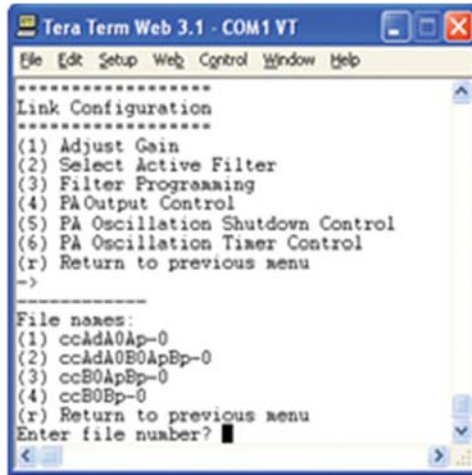 Tera Term Web 3.1 - COM1 VT
File Edit Setup Web Control Window Help
==================
Link Configuration
==================
(1) Adjust Gain
(2) Select Active Filter
(3) Filter Programming
(4) PA Output Control
(5) PA Oscillation Shutdown Control
(6) PA Oscillation Timer Control
(r) Return to previous menu
->
------------
File names:
(1) ccAdA0Ap-0
(2) ccAdA0B0ApBp-0
(3) ccB0ApBp-0
(4) ccB0Bp-0
(r) Return to previous menu
Enter file number?